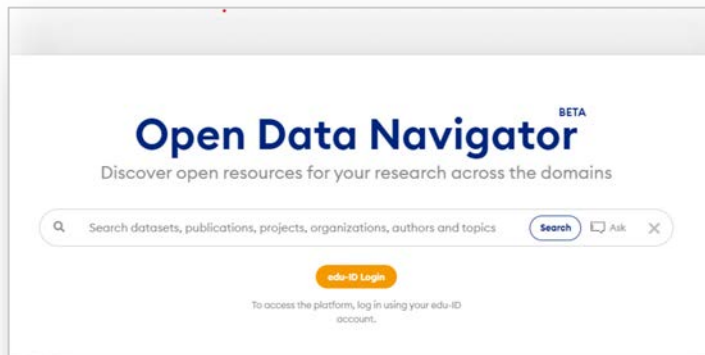 BETA
Open Data Navigator
Discover open resources for your research across the domains
Search datasets, publications, projects, organizations, authors and topics Search Ask
edu-ID Login
To access the platform, log in using your edu-ID
account.